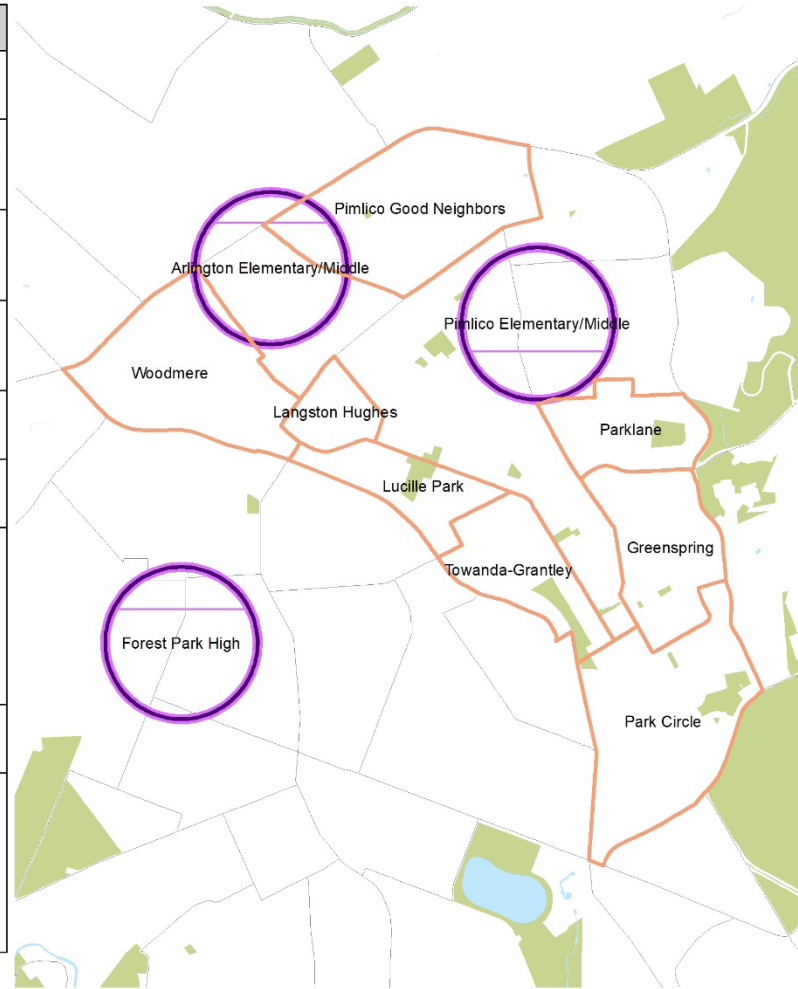 Pimlico Good Neighbors
Arlington Elementary/Middle
Pimlico Elementary/Middle
Woodmere
Langston Hughes
Parklane
Lucille Park
Greenspring
Towanda-Grantley
Forest Park High
Park Circle